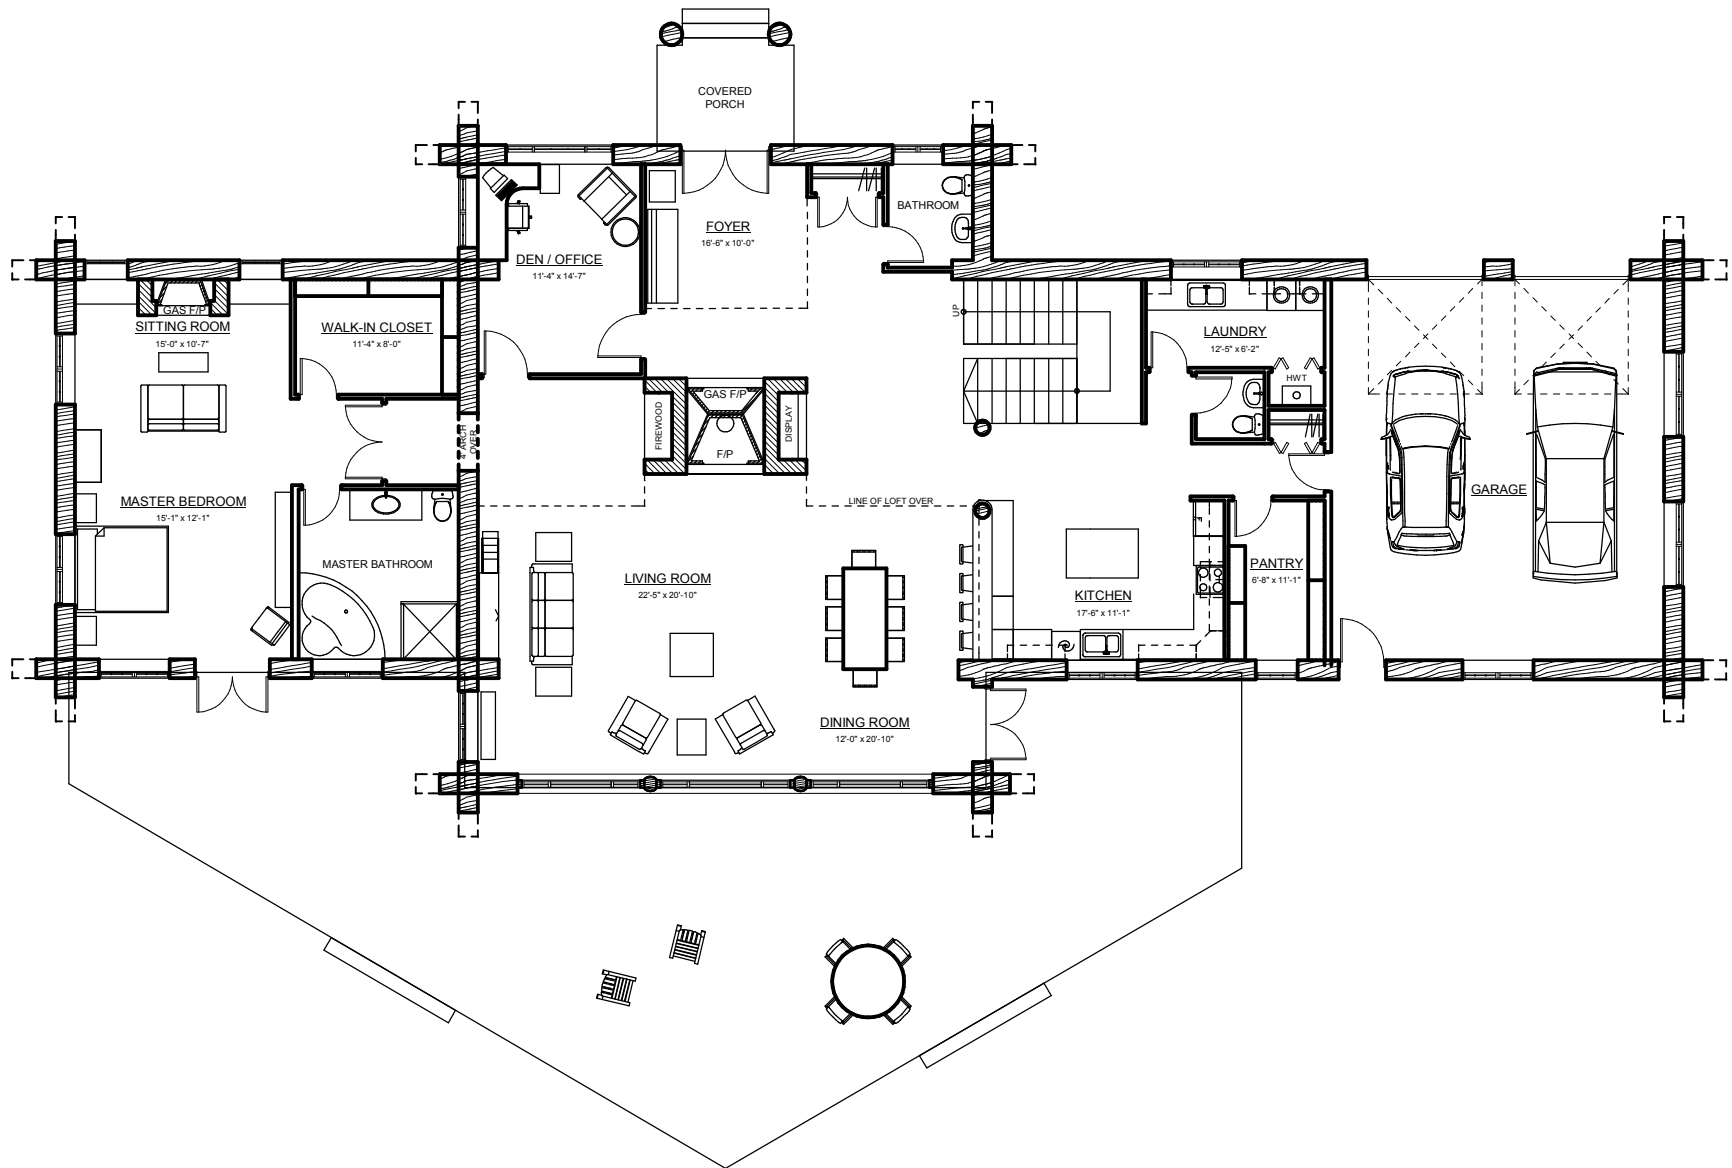 COVERED
PORCH
BATHROOM
FOYER
16'-6" x 10'-0"
DEN / OFFICE
11'-4" x 14'-7"
GAS F/P
SITTING ROOM
15'-0" x 10'-7"
WALK-IN CLOSET
11'-4" x 8'-0"
UP
LAUNDRY
12'-5" x 6'-2"
HWT
GAS F/P
FIREWOOD
DISPLAY
F/P
4' ARCH
OVER
MASTER BEDROOM
15'-1" x 12'-1"
LINE OF LOFT OVER
GARAGE
MASTER BATHROOM
LIVING ROOM
22'-5" x 20'-10"
PANTRY
6'-8" x 11'-1"
KITCHEN
17'-6" x 11'-1"
DINING ROOM
12'-0" x 20'-10"